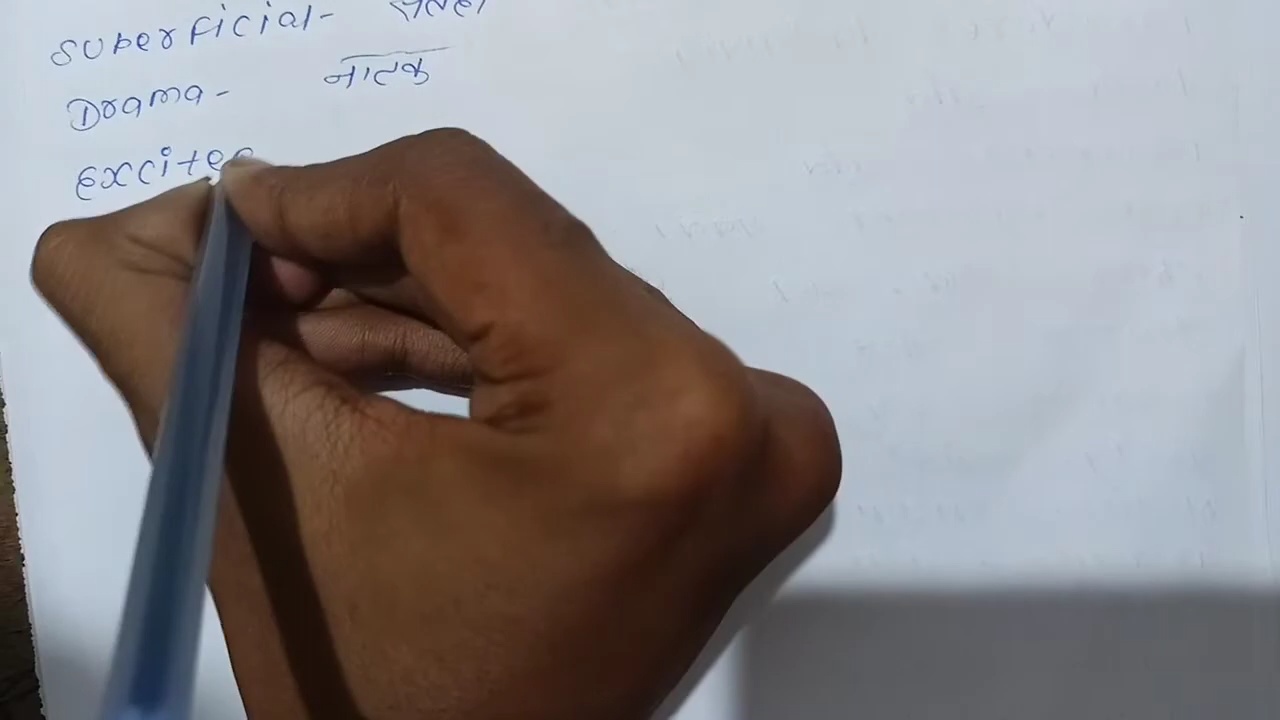 Superficial-
Drama- नाटक
Excite